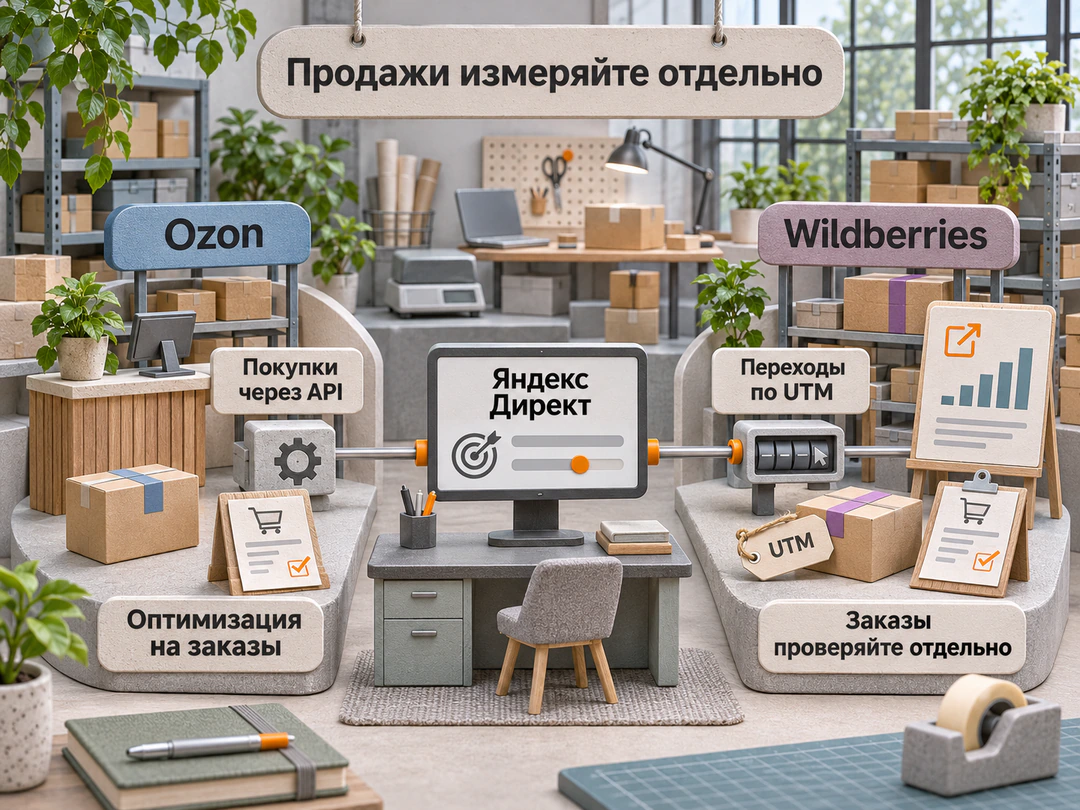 Продажи измеряйте отдельно
Ozon
Wildberries
Покупки
через API
Яндекс
Директ
Переходы
по UTM
UTM
Оптимизация
на заказы
Заказы
проверяйте отдельно